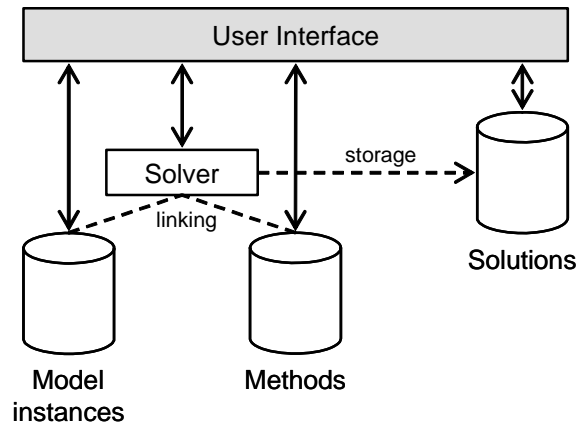 User Interface
storage
Solver
linking
Solutions
Model
instances
Methods